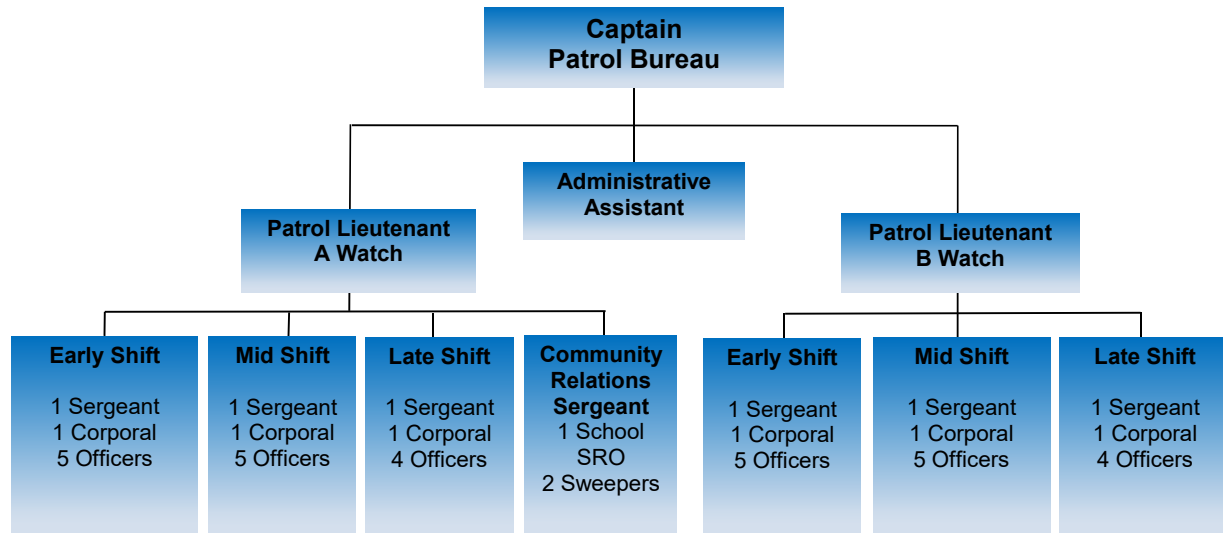 Captain
Patrol Bureau
Administrative
Assistant
Patrol Lieutenant
A Watch
Patrol Lieutenant
B Watch
Early Shift
1 Sergeant
1 Corporal
5 Officers
Mid Shift
1 Sergeant
1 Corporal
5 Officers
Late Shift
1 Sergeant
1 Corporal
4 Officers
Community
Relations
Sergeant
1 School
SRO
2 Sweepers
Early Shift
1 Sergeant
1 Corporal
5 Officers
Mid Shift
1 Sergeant
1 Corporal
5 Officers
Late Shift
1 Sergeant
1 Corporal
4 Officers